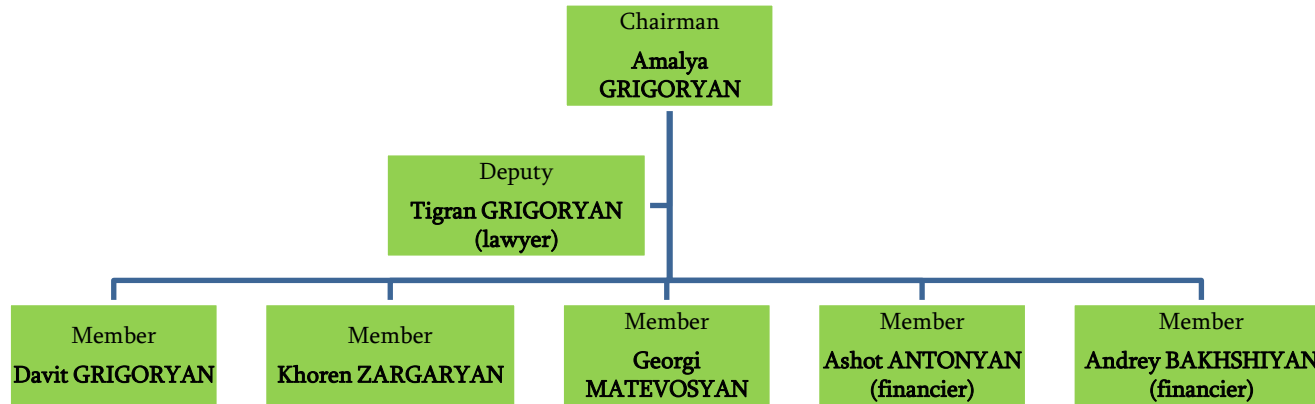 Chairman
Amalya
GRIGORYAN
Deputy
Tigran GRIGORYAN
(lawyer)
Member
Davit GRIGORYAN
Member
Khoren ZARGARYAN
Member
Georgi
MATEVOSYAN
Member
Ashot ANTONYAN
(financier)
Member
Andrey BAKHSHIYAN
(financier)